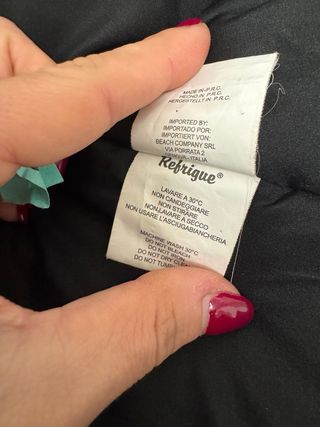 MADE IN P.R.C.
HECHO IN P.R.C.
HERGESTELLT IN P.R.C.
IMPORTED BY:
IMPORTADO POR:
IMPORTIERT VON:
BEACH COMPANY SRL
VIA PORRATA 2
ITALIA
Refrigue®
LAVARE A 30°C
NON CANDEGGIARE
NON STIRARE
NON LAVARE A SECCO
NON USARE L'ASCIUGABIANCHERIA
MACHINE WASH 30°C
DO NOT BLEACH
DO NOT IRON
DO NOT DRY
DO NOT